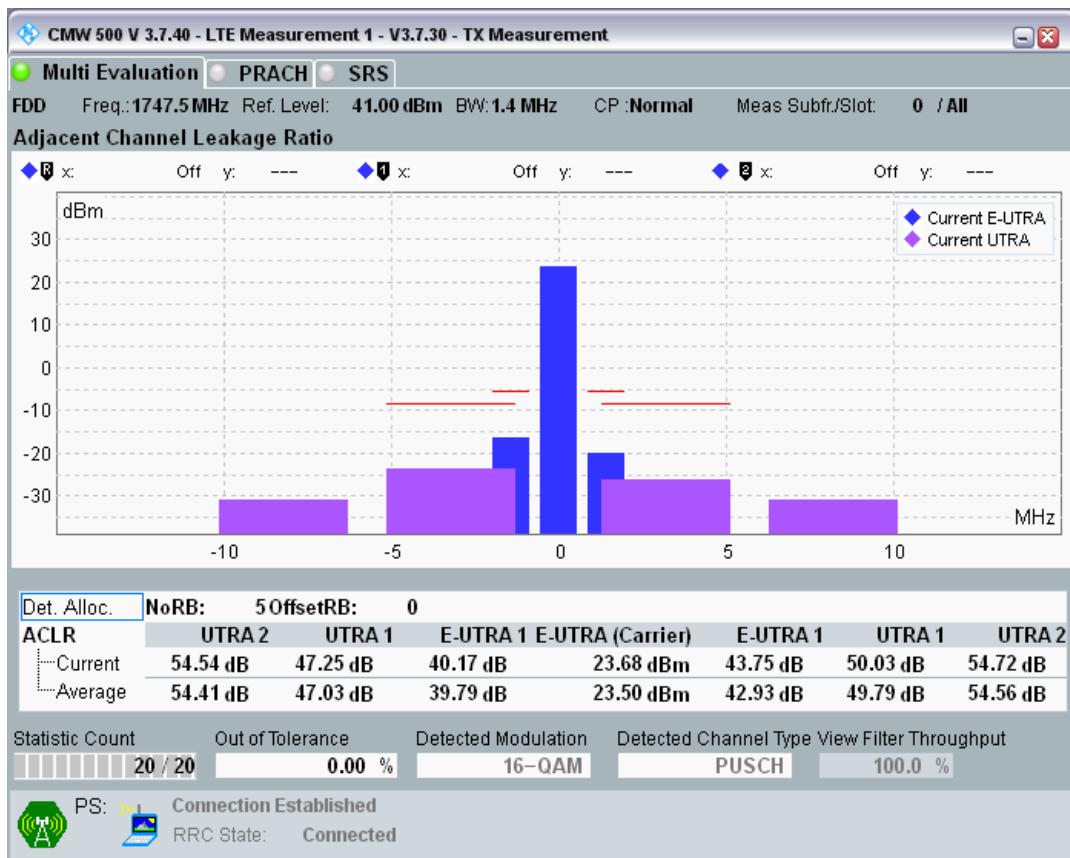 CMW 500 V 3.7.40 - LTE Measurement 1 - V3.7.30 - TX Measurement
Multi Evaluation PRACH SRS
FDD Freq.: 1747.5 MHz Ref. Level: 41.00 dBm BW: 1.4 MHz CP :Normal Meas Subfr./Slot: 0 / All
Adjacent Channel Leakage Ratio
R x: Off y: --- 1 x: Off y: --- 2 x: Off y: ---
dBm
Current E-UTRA
Current UTRA
30
20
10
0
-10
-20
-30
MHz
-10 -5 0 5 10
Det. Alloc. NoRB: 5 OffsetRB: 0
ACLR UTRA 2 UTRA 1 E-UTRA 1 E-UTRA (Carrier) E-UTRA 1 UTRA 1 UTRA 2
Current 54.54 dB 47.25 dB 40.17 dB 23.68 dBm 43.75 dB 50.03 dB 54.72 dB
Average 54.41 dB 47.03 dB 39.79 dB 23.50 dBm 42.93 dB 49.79 dB 54.56 dB
Statistic Count Out of Tolerance Detected Modulation Detected Channel Type View Filter Throughput
20 / 20 0.00 % 16-QAM PUSCH 100.0 %
PS: Connection Established
RRC State: Connected